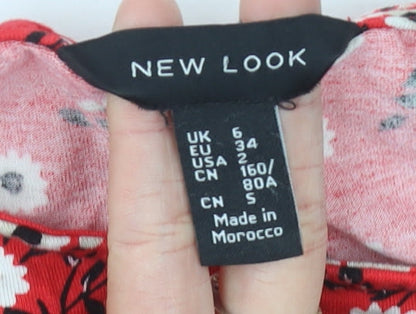 NEW LOOK
UK 6
EU 34
USA 2
CN 160/
80A
CN S
Made in
Morocco